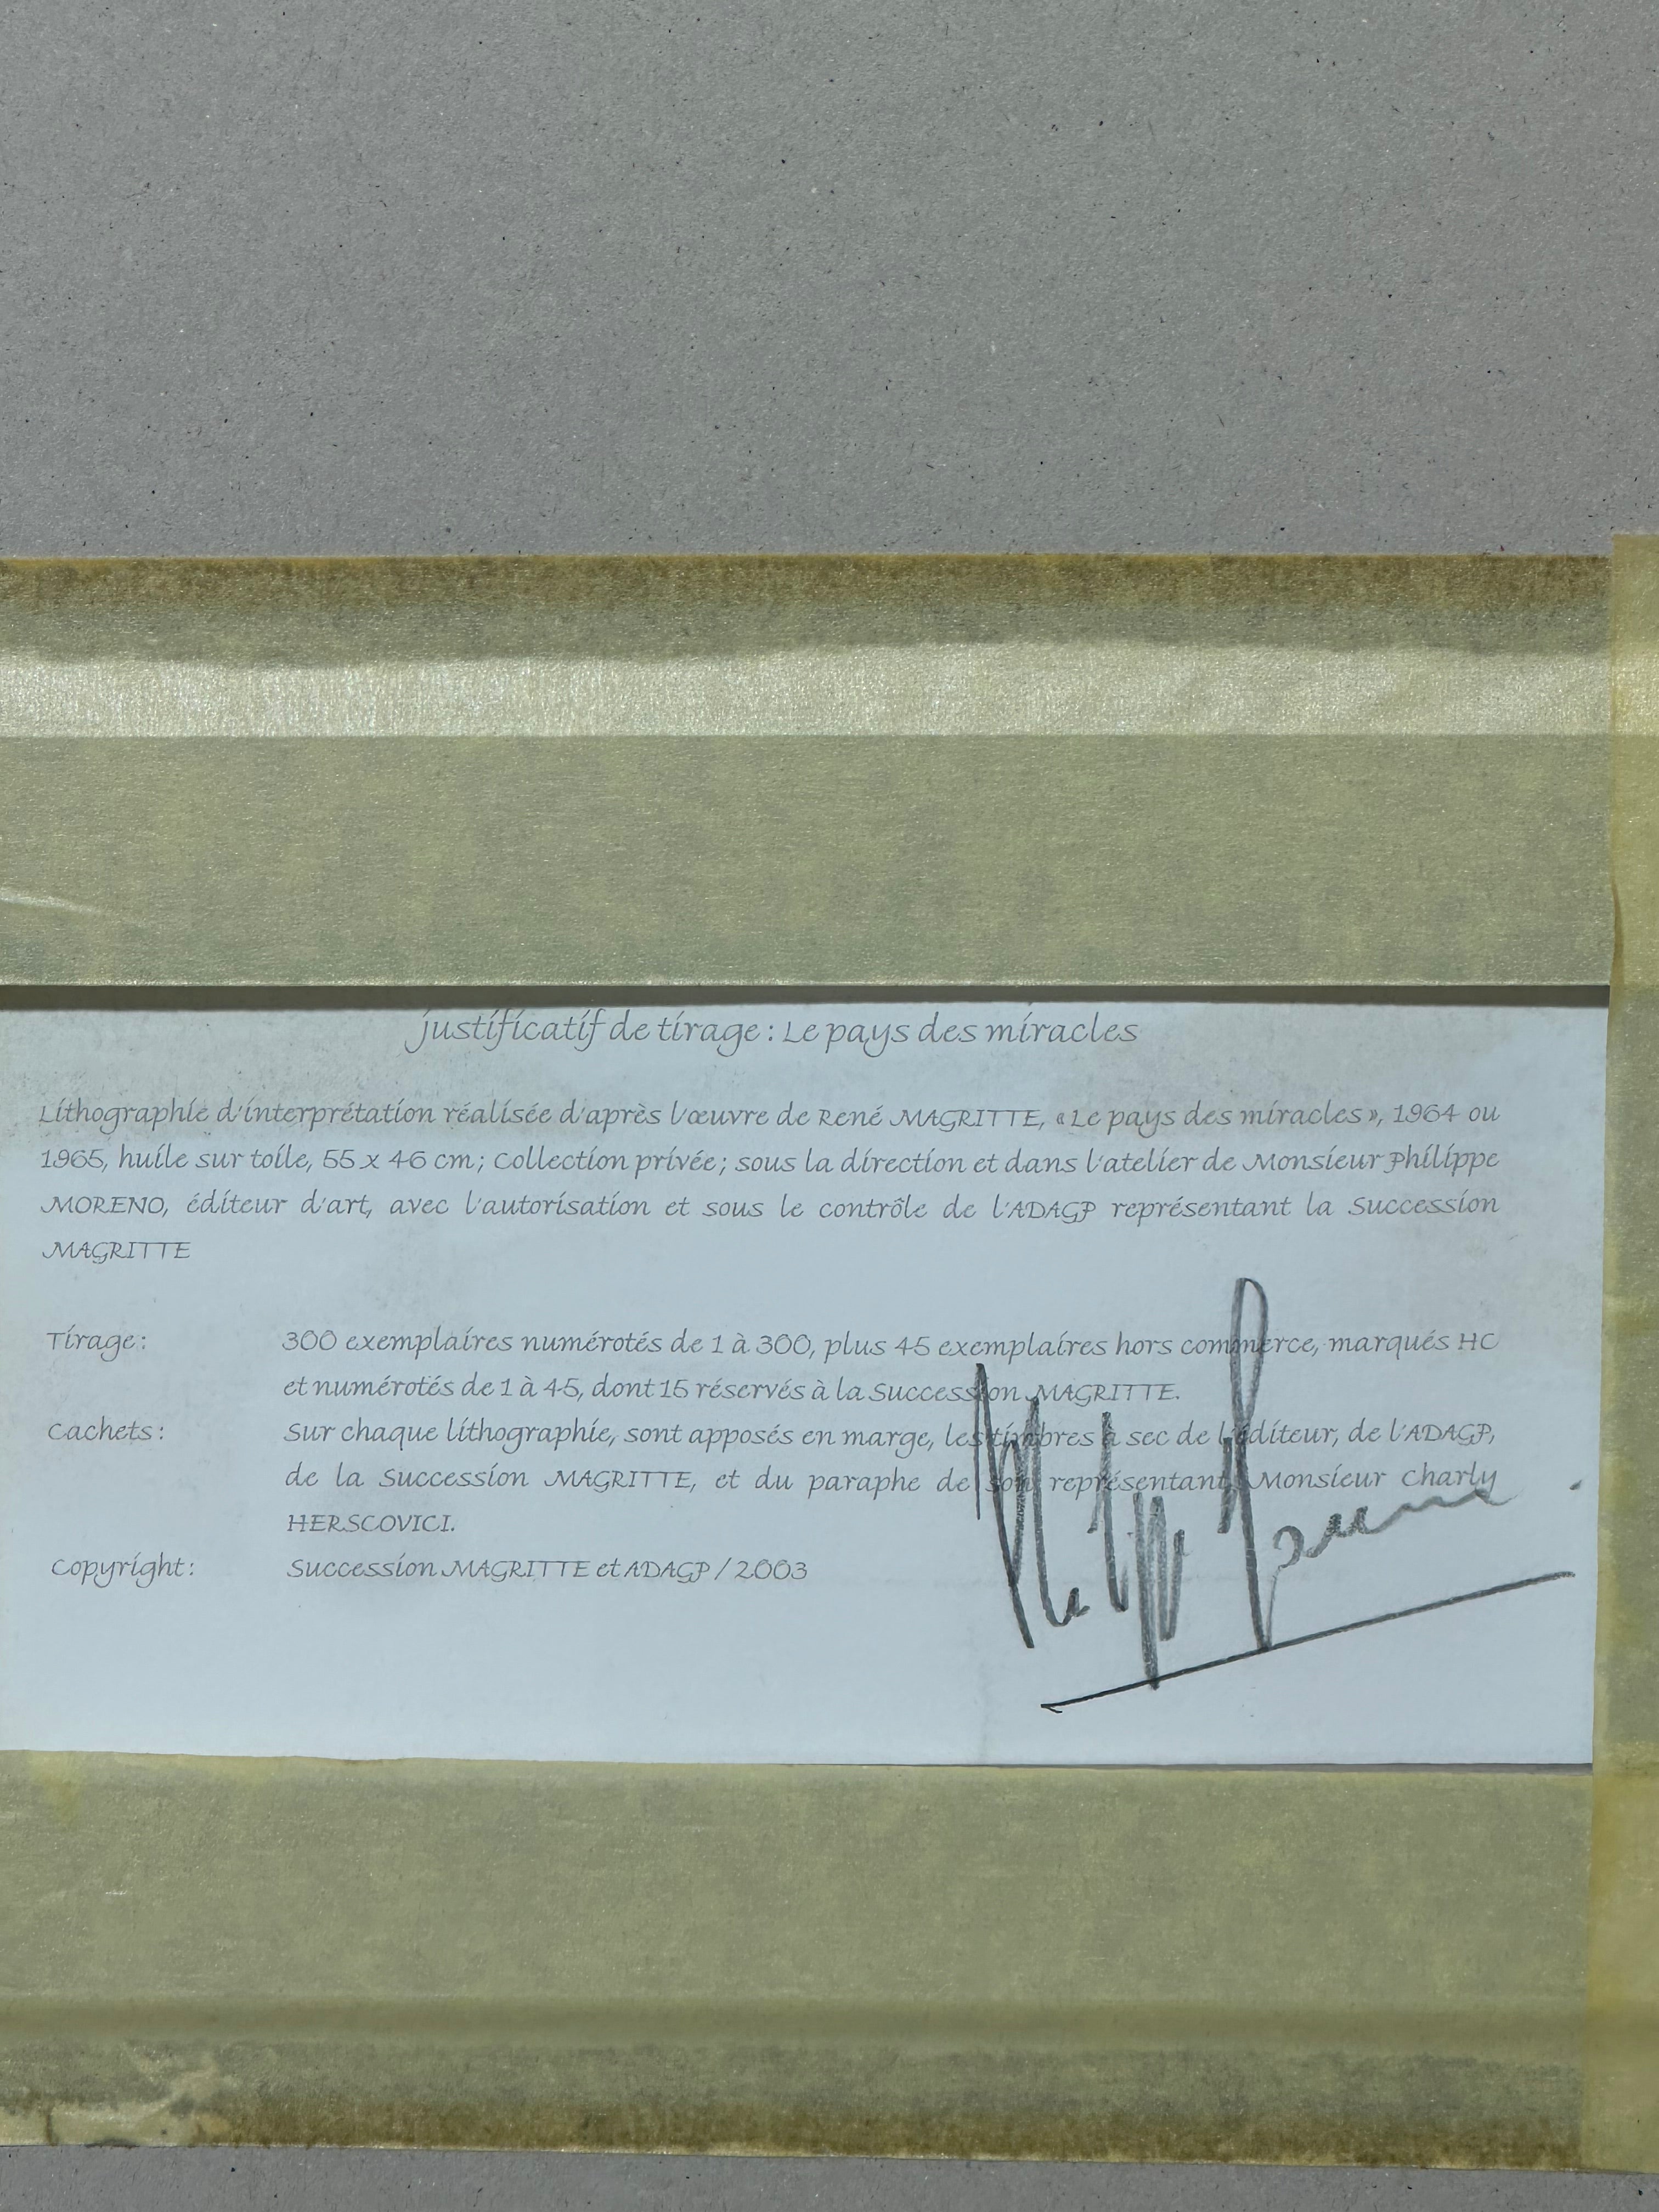 justificatif de tirage : Le pays des miracles
Lithographie d'interprétation réalisée d'après l'œuvre de René MAGRITTE, « Le pays des miracles », 1964 ou
1965, huile sur toile, 55 x 46 cm ; Collection privée ; sous la direction et dans l'atelier de Monsieur Philippe
MORENO, éditeur d'art, avec l'autorisation et sous le contrôle de l'ADAGP représentant la Succession
MAGRITTE
Tirage : 300 exemplaires numérotés de 1 à 300, plus 45 exemplaires hors commerce, marqués HC
et numérotés de 1 à 45, dont 15 réservés à la Succession MAGRITTE.
Cachets : Sur chaque lithographie, sont apposés en marge, les timbres à sec de l'éditeur, de l'ADAGP,
de la Succession MAGRITTE, et du paraphe de son représentant, Monsieur Charly
HERSCOVICI.
Copyright : Succession MAGRITTE et ADAGP / 2003